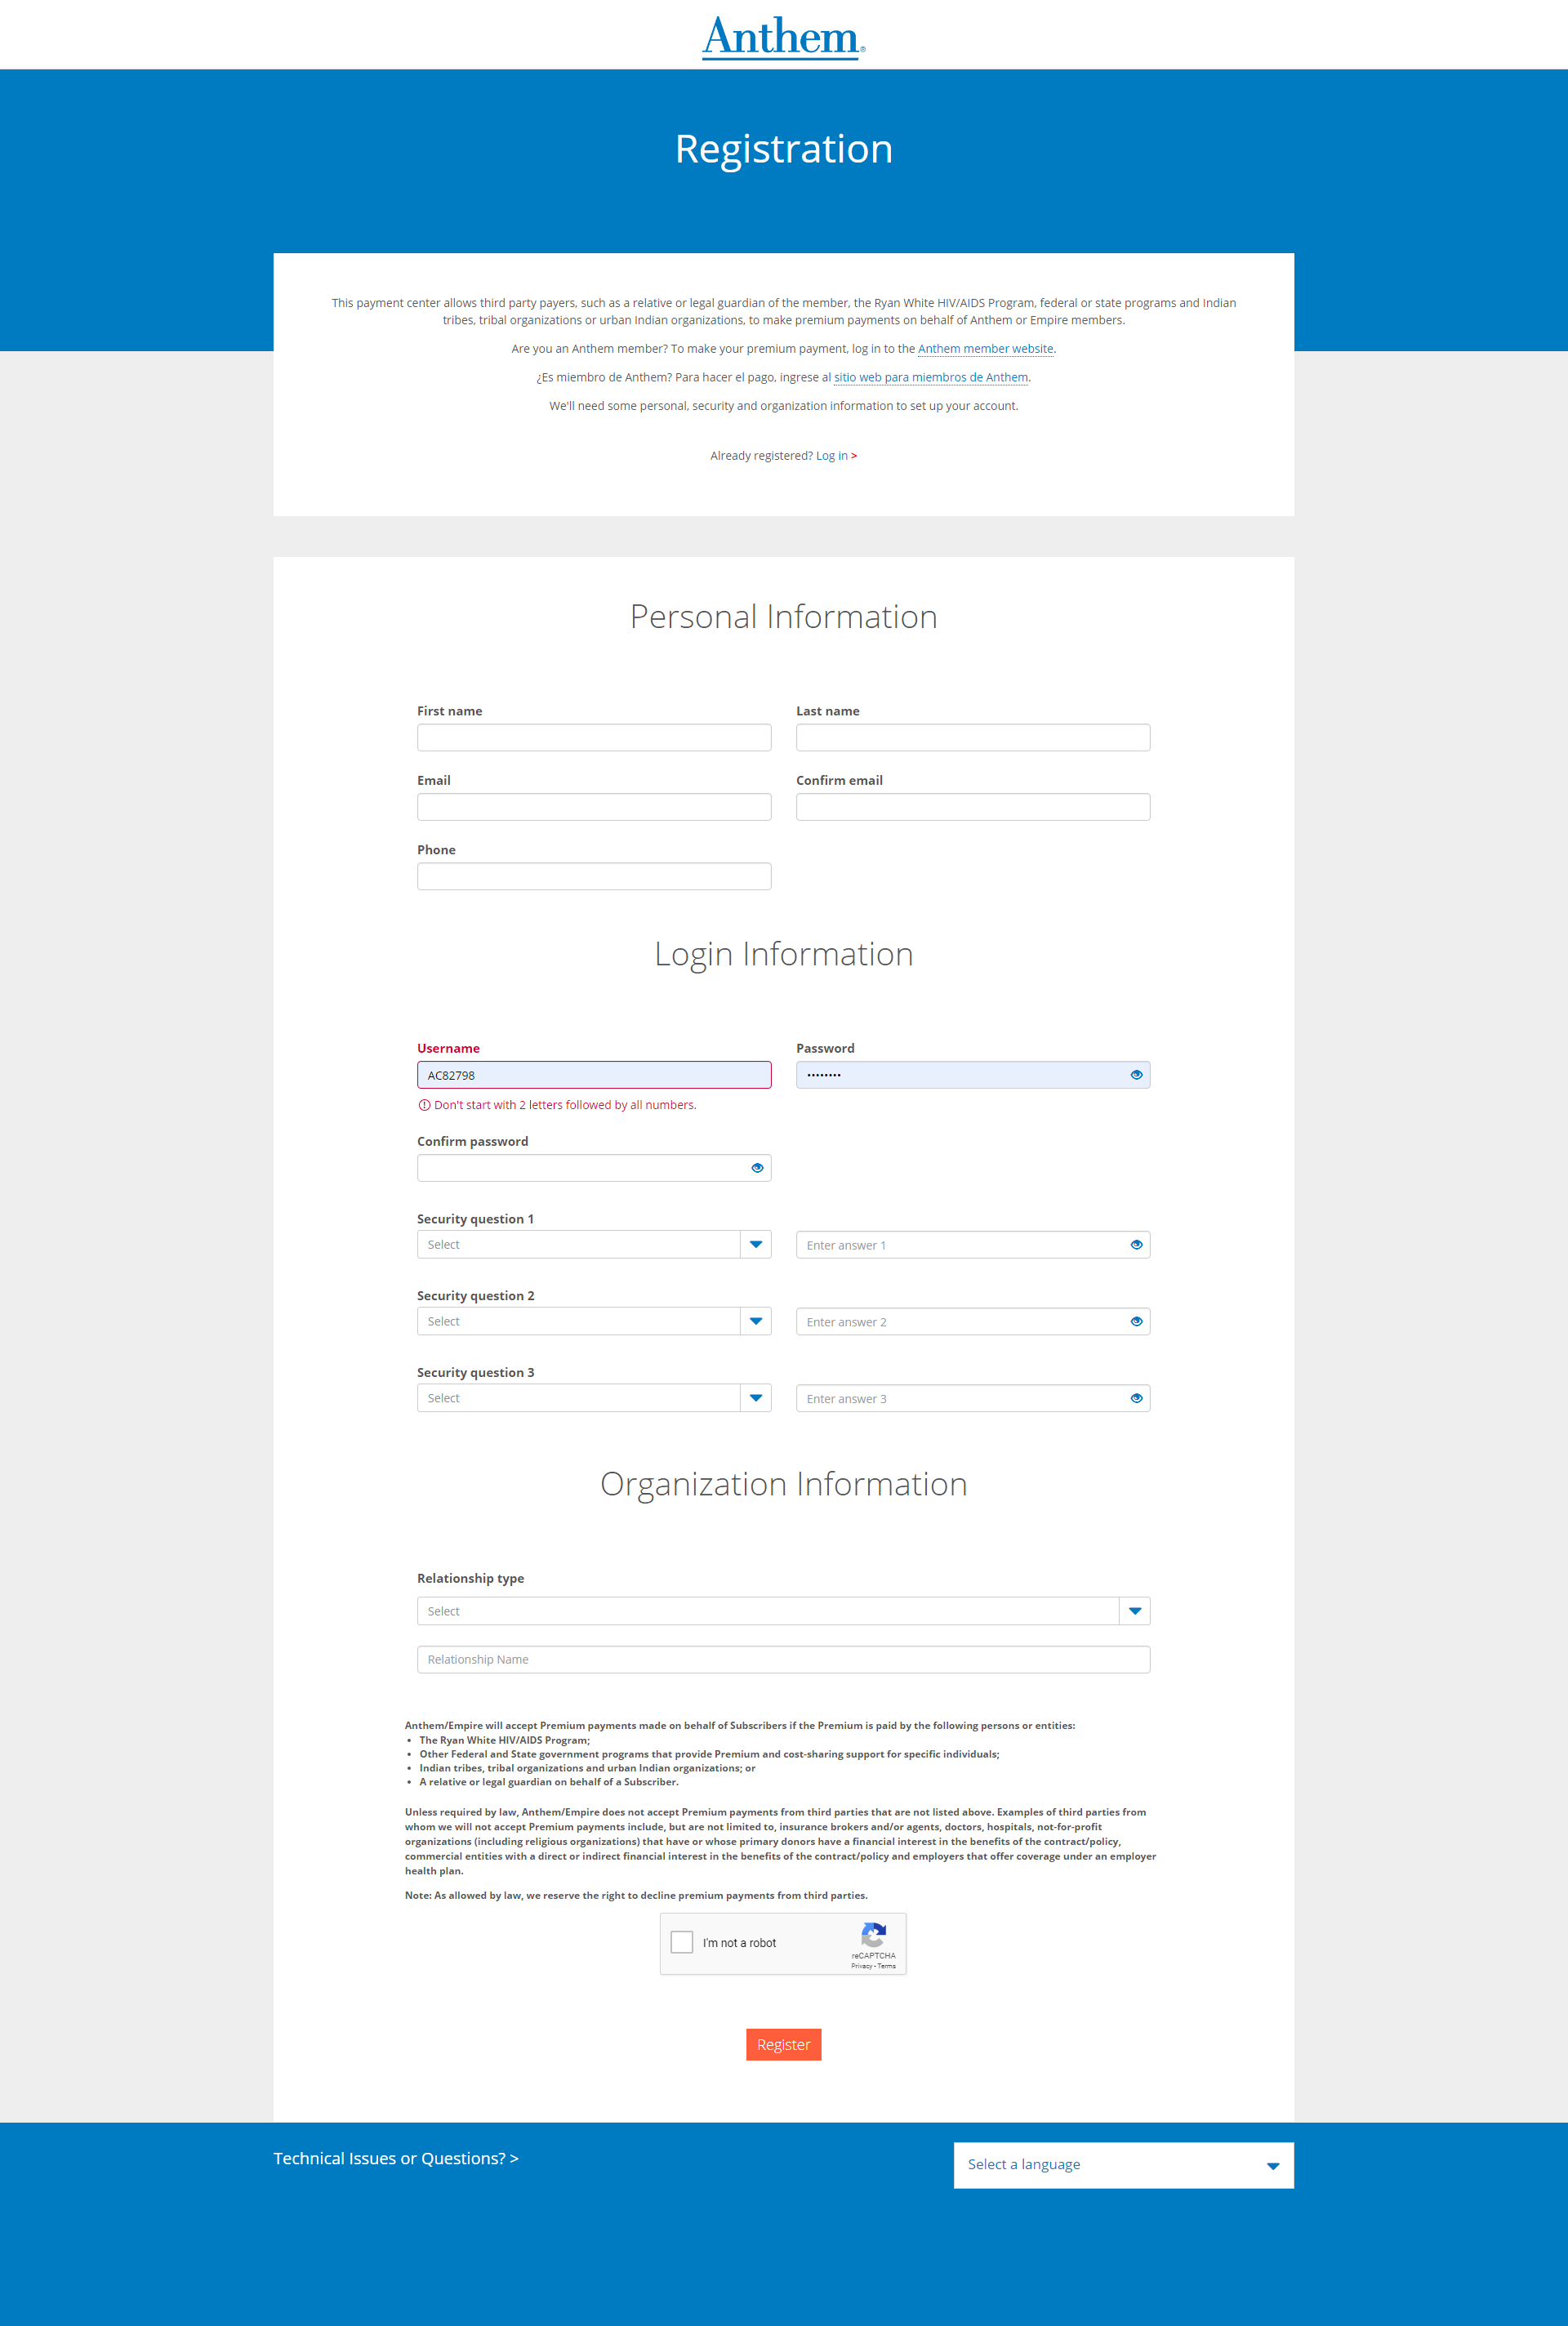 Anthem®
Registration
This payment center allows third party payers, such as a relative or legal guardian of the member, the Ryan White HIV/AIDS Program, federal or state programs and Indian
tribes, tribal organizations or urban Indian organizations, to make premium payments on behalf of Anthem or Empire members.
Are you an Anthem member? To make your premium payment, log in to the Anthem member website.
¿Es miembro de Anthem? Para hacer el pago, ingrese al sitio web para miembros de Anthem.
We'll need some personal, security and organization information to set up your account.
Already registered? Log in >
Personal Information
First name Last name
Email Confirm email
Phone
Login Information
Username Password
AC82798 ••••••••
Don't start with 2 letters followed by all numbers.
Confirm password
Security question 1
Select Enter answer 1
Security question 2
Select Enter answer 2
Security question 3
Select Enter answer 3
Organization Information
Relationship type
Select
Relationship Name
Anthem/Empire will accept Premium payments made on behalf of Subscribers if the Premium is paid by the following persons or entities:
• The Ryan White HIV/AIDS Program;
• Other Federal and State government programs that provide Premium and cost-sharing support for specific individuals;
• Indian tribes, tribal organizations and urban Indian organizations; or
• A relative or legal guardian on behalf of a Subscriber.
Unless required by law, Anthem/Empire does not accept Premium payments from third parties that are not listed above. Examples of third parties from
whom we will not accept Premium payments include, but are not limited to, insurance brokers and/or agents, doctors, hospitals, not-for-profit
organizations (including religious organizations) that have or whose primary donors have a financial interest in the benefits of the contract/policy,
commercial entities with a direct or indirect financial interest in the benefits of the contract/policy and employers that offer coverage under an employer
health plan.
Note: As allowed by law, we reserve the right to decline premium payments from third parties.
I'm not a robot
reCAPTCHA
Privacy - Terms
Register
Technical Issues or Questions? >
Select a language